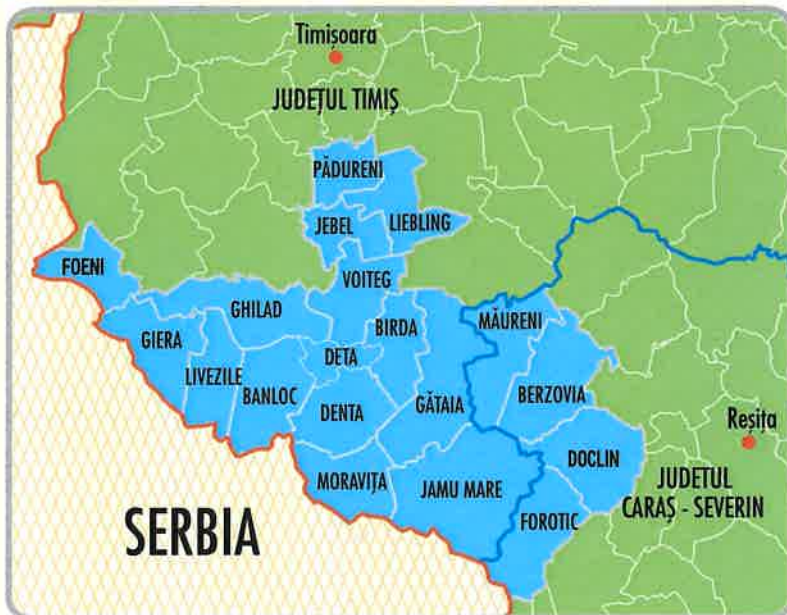 Timișoara
JUDEȚUL TIMIȘ
PĂDURENI
JEBEL
LIEBLING
FOENI
VOITEG
GHILAD
GIERA
BIRDA
MĂURENI
LIVEZILE
DETA
BANLOC
BERZOVIA
DENTA
GĂTAIA
Reșița
DOCLIN
MORAVIȚA
JAMU MARE
JUDETUL
CARAȘ - SEVERIN
FOROTIC
SERBIA